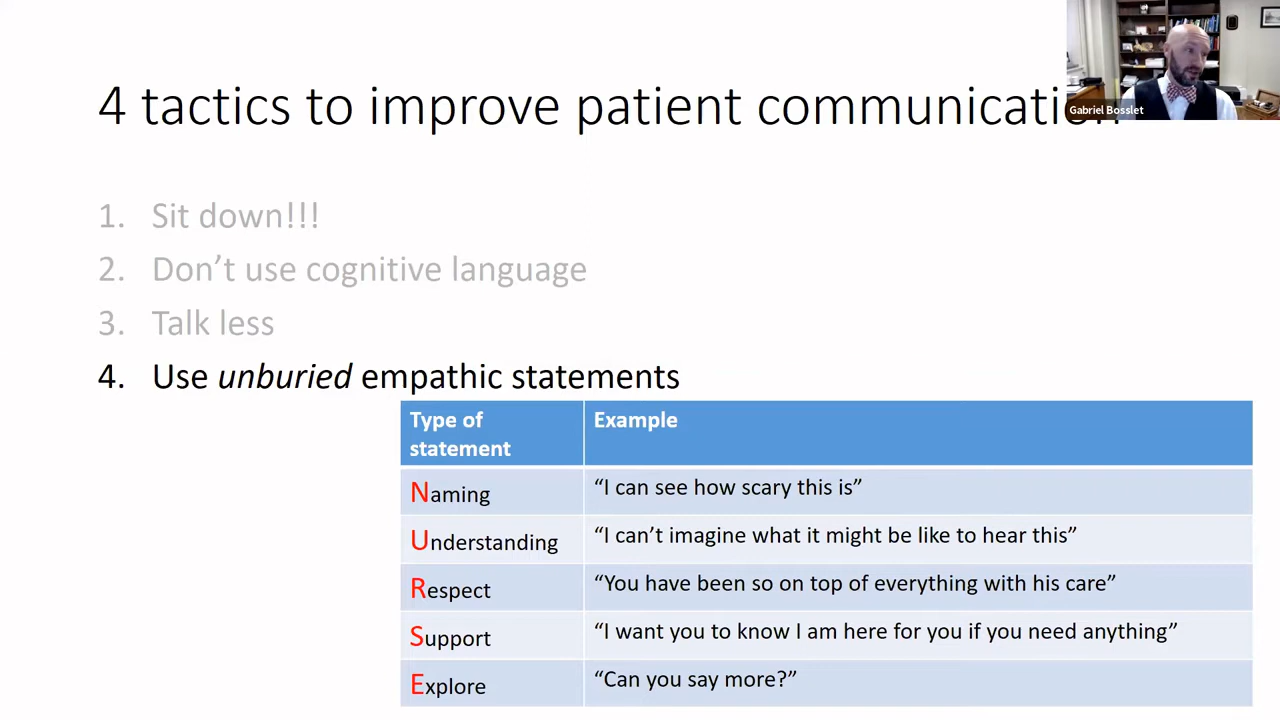 4 tactics to improve patient communication
Gabriel Bosslet
1. Sit down!!!
2. Don’t use cognitive language
3. Talk less
4. Use unburied empathic statements
Type of statement Example
Naming “I can see how scary this is”
Understanding “I can’t imagine what it might be like to hear this”
Respect “You have been so on top of everything with his care”
Support “I want you to know I am here for you if you need anything”
Explore “Can you say more?”